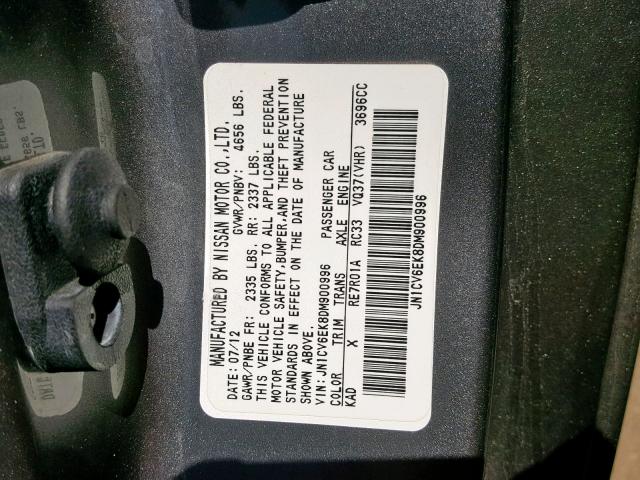 MANUFACTURED BY NISSAN MOTOR CO.,LTD.
DATE: 07/12 GVWR/PNBV: 4656 LBS.
GAWR/PNBE FR: 2335 LBS. RR: 2337 LBS.
THIS VEHICLE CONFORMS TO ALL APPLICABLE FEDERAL
MOTOR VEHICLE SAFETY,BUMPER,AND THEFT PREVENTION
STANDARDS IN EFFECT ON THE DATE OF MANUFACTURE
SHOWN ABOVE.
VIN: JN1CV6EK8DM900996 PASSENGER CAR
COLOR TRIM TRANS AXLE ENGINE
KAD X RE7R01A RC33 VQ37(VHR) 3696CC
JN1CV6EK8DM900996